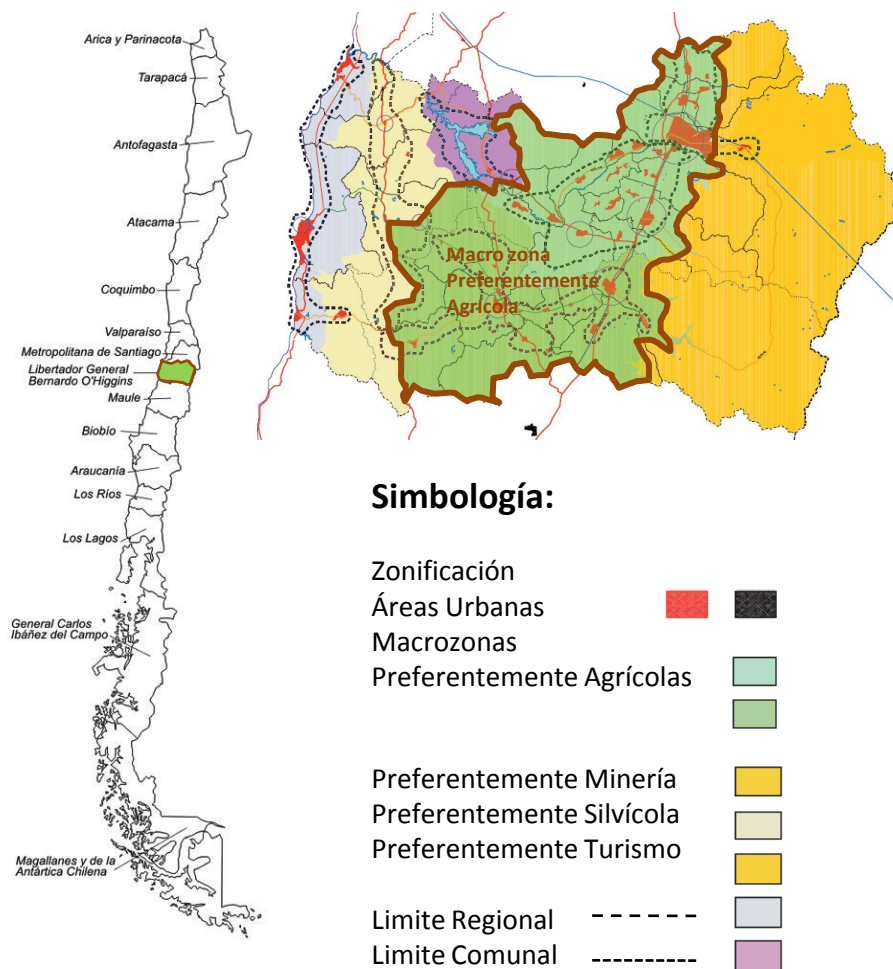 Arica y Parinacota
Tarapacá
Antofagasta
Atacama
Coquimbo
Valparaíso
Metropolitana de Santiago
Libertador General
Bernardo O'Higgins
Maule
Biobío
Araucanía
Los Ríos
Los Lagos
General Carlos
Ibáñez del Campo
Magallanes y de la
Antártica Chilena
Macro zona
Preferentemente
Agrícola
Simbología:
Zonificación
Áreas Urbanas
Macrozonas
Preferentemente Agrícolas
Preferentemente Minería
Preferentemente Silvícola
Preferentemente Turismo
Limite Regional
Limite Comunal